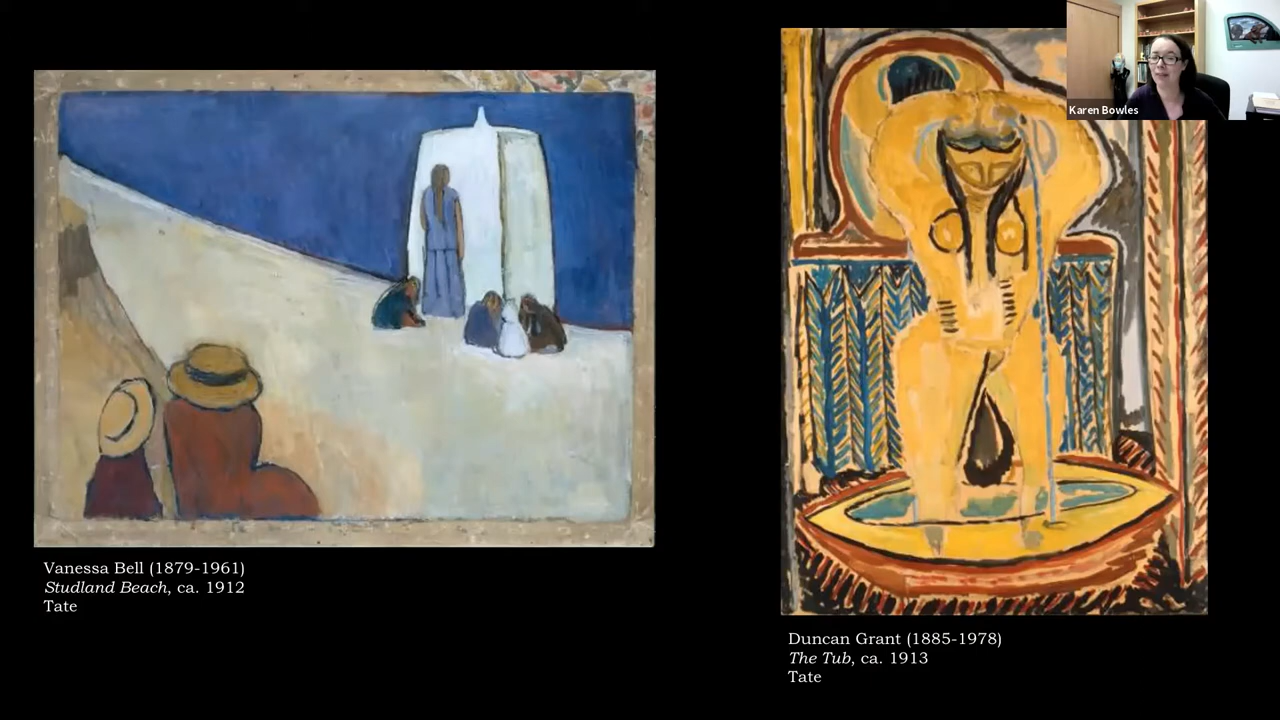 Karen Bowles
Vanessa Bell (1879-1961)
Studland Beach, ca. 1912
Tate
Duncan Grant (1885-1978)
The Tub, ca. 1913
Tate